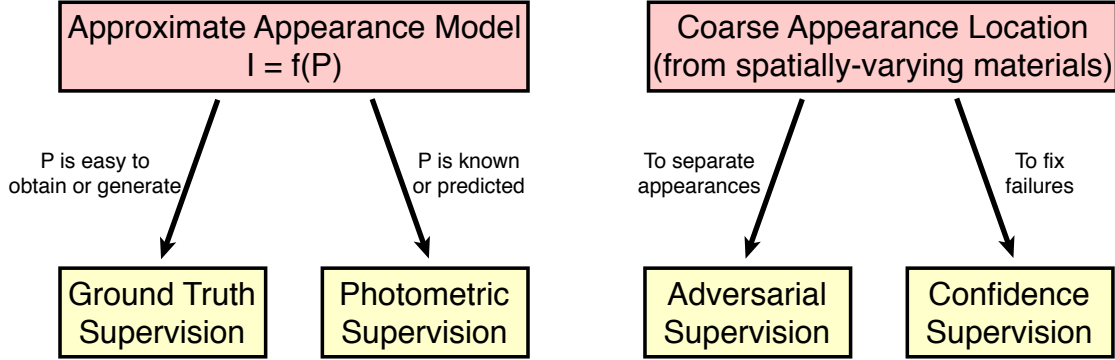 Approximate Appearance Model
I = f(P)
Coarse Appearance Location
(from spatially-varying materials)
P is easy to
obtain or generate
P is known
or predicted
To separate
appearances
To fix
failures
Ground Truth
Supervision
Photometric
Supervision
Adversarial
Supervision
Confidence
Supervision